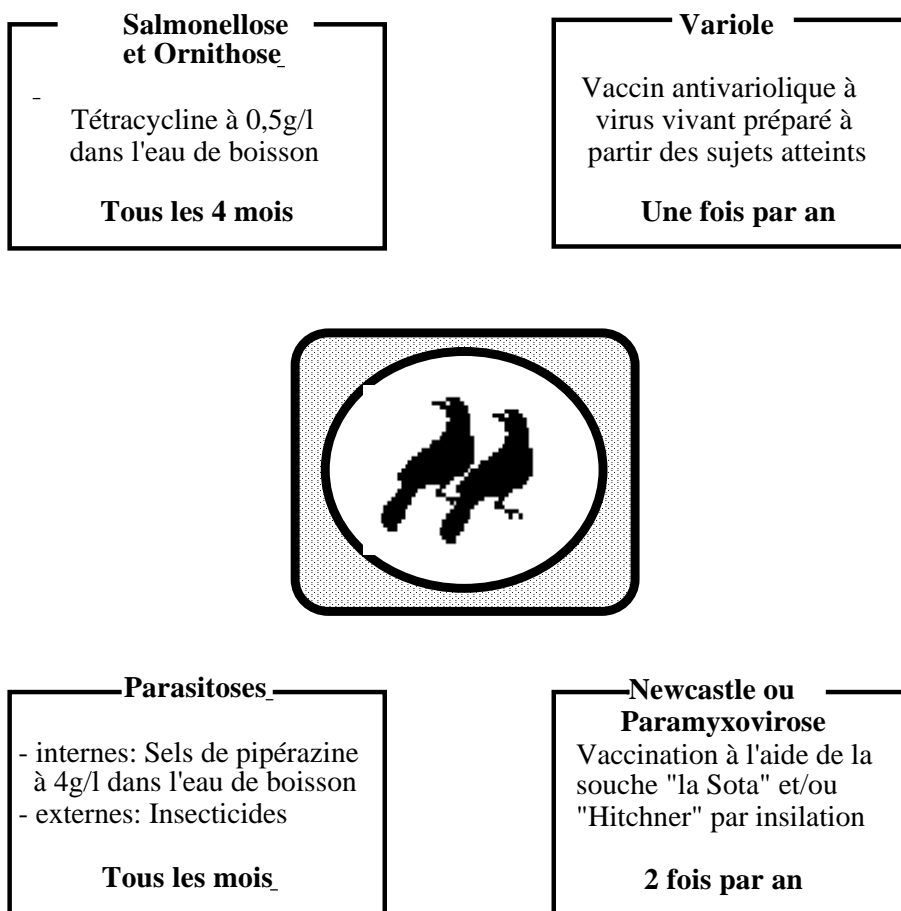 Salmonellose
et Ornithose
Tétracycline à 0,5g/l
dans l'eau de boisson
Tous les 4 mois
Variole
Vaccin antivariolique à
virus vivant préparé à
partir des sujets atteints
Une fois par an
Parasitoses
- internes: Sels de pipérazine
à 4g/l dans l'eau de boisson
- externes: Insecticides
Tous les mois
Newcastle ou
Paramyxovirose
Vaccination à l'aide de la
souche "la Sota" et/ou
"Hitchner" par insilation
2 fois par an